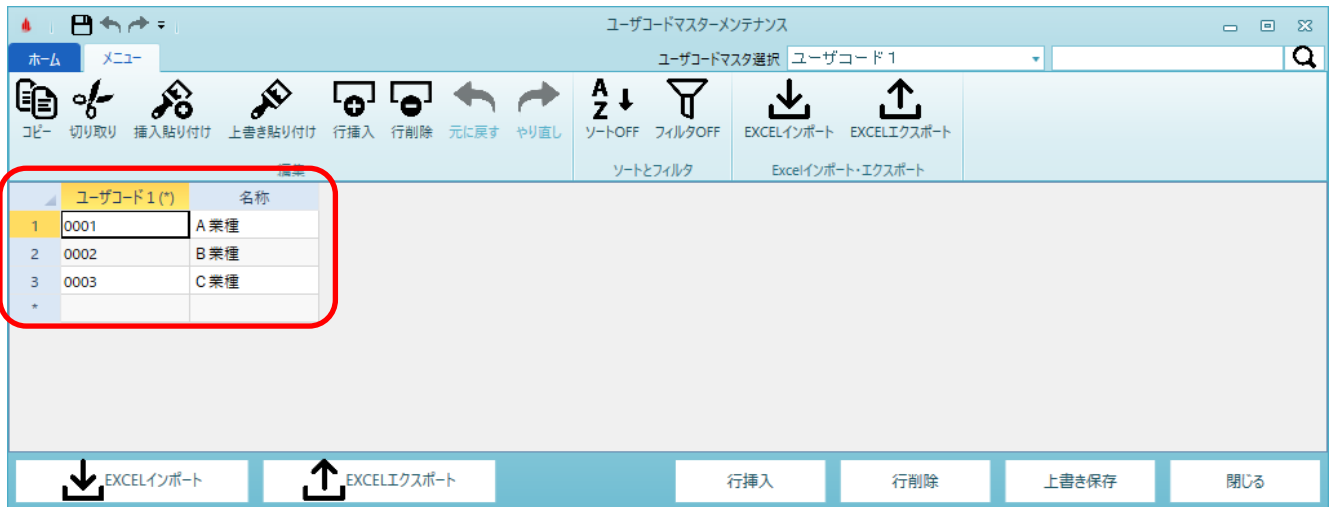 ユーザコードマスターメンテナンス
ホーム メニュー ユーザコードマスタ選択 ユーザコード1
コピー 切り取り 挿入貼り付け 上書き貼り付け 行挿入 行削除 元に戻す やり直し ソートOFF フィルタOFF EXCELインポート EXCELエクスポート
編集 ソートとフィルタ Excelインポート・エクスポート
ユーザコード1(*) 名称
1 0001 A業種
2 0002 B業種
3 0003 C業種
*
EXCELインポート EXCELエクスポート 行挿入 行削除 上書き保存 閉じる